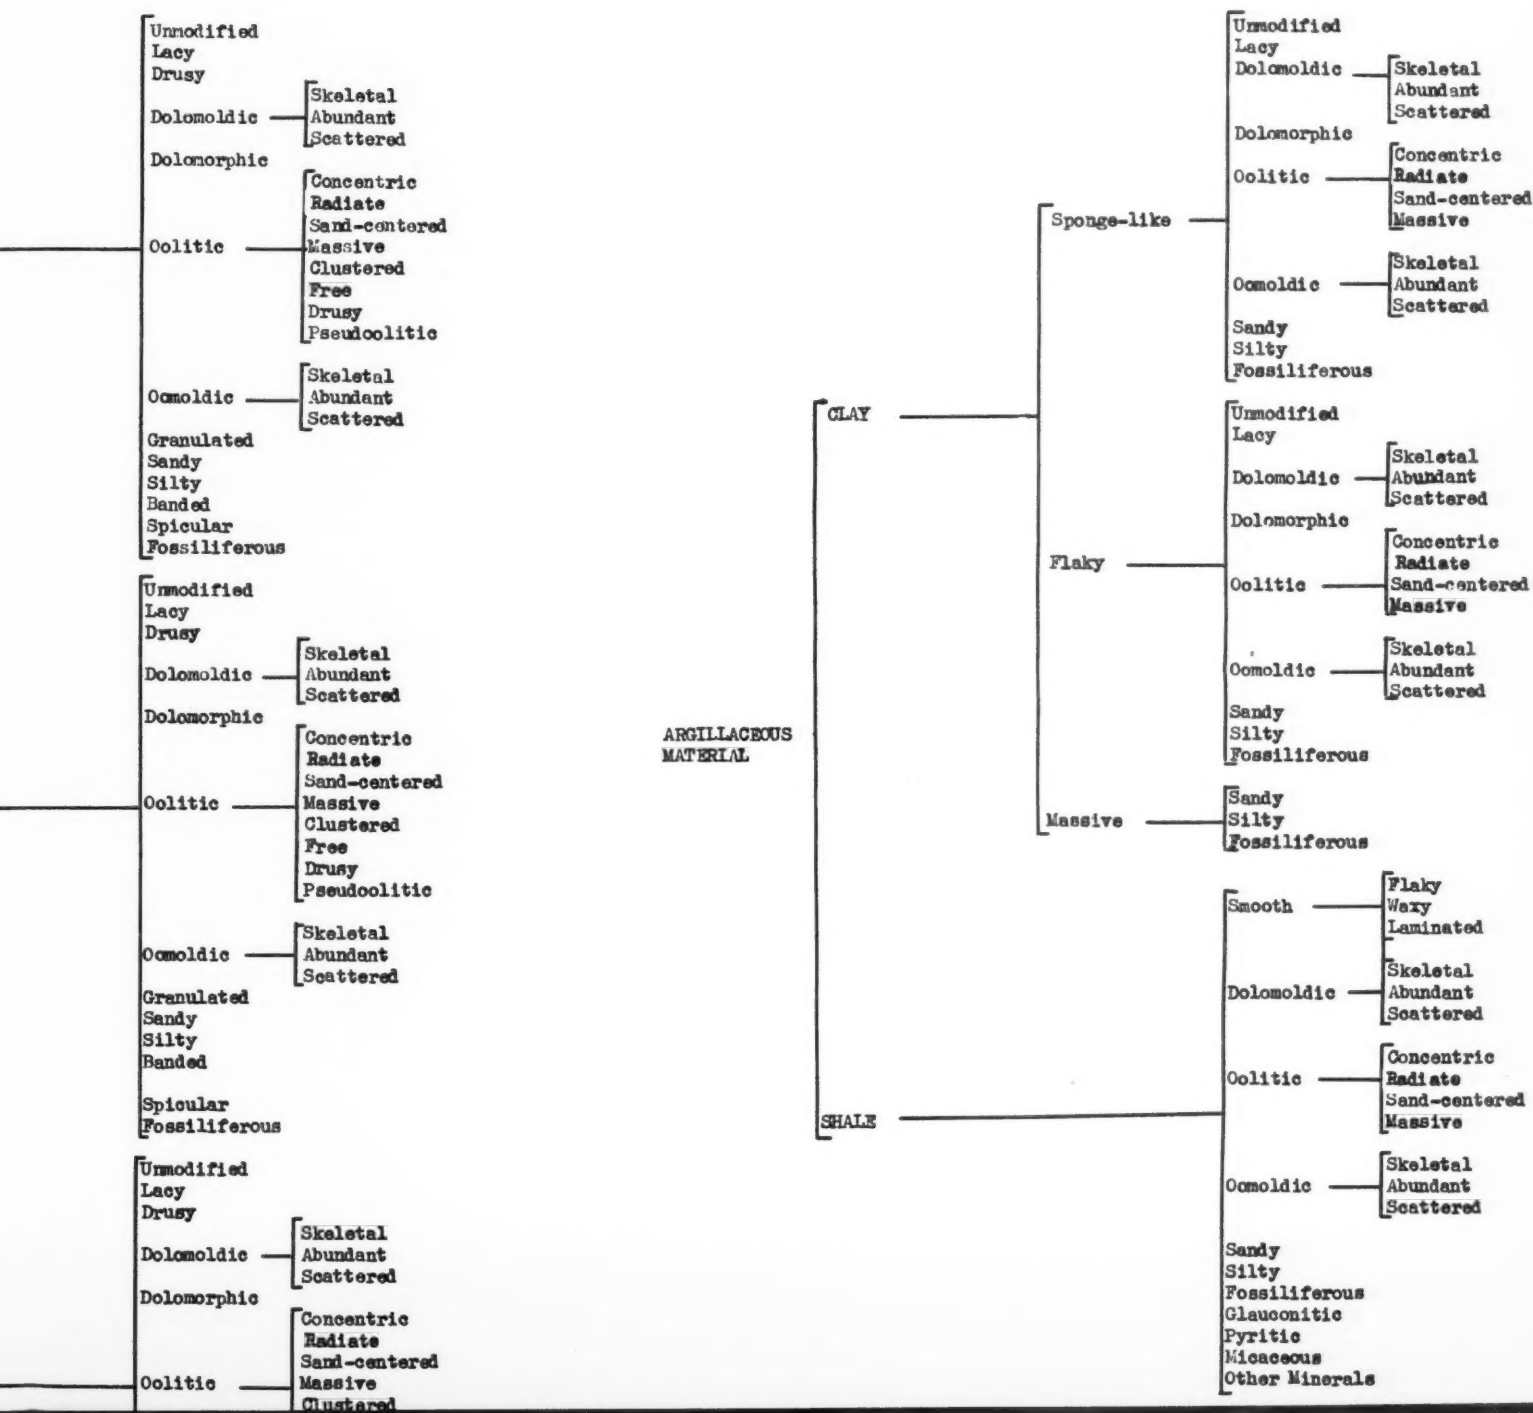 Unmodified
Lacy
Drusy
Dolomoldic
Skeletal
Abundant
Scattered
Dolomorphic
Oolitic
Concentric
Radiate
Sand-centered
Massive
Clustered
Free
Drusy
Pseudoolitic
Oomoldic
Skeletal
Abundant
Scattered
Granulated
Sandy
Silty
Banded
Spicular
Fossiliferous
Unmodified
Lacy
Drusy
Dolomoldic
Skeletal
Abundant
Scattered
Dolomorphic
Oolitic
Concentric
Radiate
Sand-centered
Massive
Clustered
Free
Drusy
Pseudoolitic
Oomoldic
Skeletal
Abundant
Scattered
Granulated
Sandy
Silty
Banded
Spicular
Fossiliferous
Unmodified
Lacy
Drusy
Dolomoldic
Skeletal
Abundant
Scattered
Dolomorphic
Oolitic
Concentric
Radiate
Sand-centered
Massive
Clustered
ARGILLACEOUS
MATERIAL
CLAY
Sponge-like
Unmodified
Lacy
Dolomoldic
Skeletal
Abundant
Scattered
Dolomorphic
Oolitic
Concentric
Radiate
Sand-centered
Massive
Oomoldic
Skeletal
Abundant
Scattered
Sandy
Silty
Fossiliferous
Flaky
Unmodified
Lacy
Dolomoldic
Skeletal
Abundant
Scattered
Dolomorphic
Oolitic
Concentric
Radiate
Sand-centered
Massive
Oomoldic
Skeletal
Abundant
Scattered
Sandy
Silty
Fossiliferous
Massive
Sandy
Silty
Fossiliferous
SHALE
Smooth
Flaky
Waxy
Laminated
Dolomoldic
Skeletal
Abundant
Scattered
Oolitic
Concentric
Radiate
Sand-centered
Massive
Oomoldic
Skeletal
Abundant
Scattered
Sandy
Silty
Fossiliferous
Glauconitic
Pyritic
Micaceous
Other Minerals